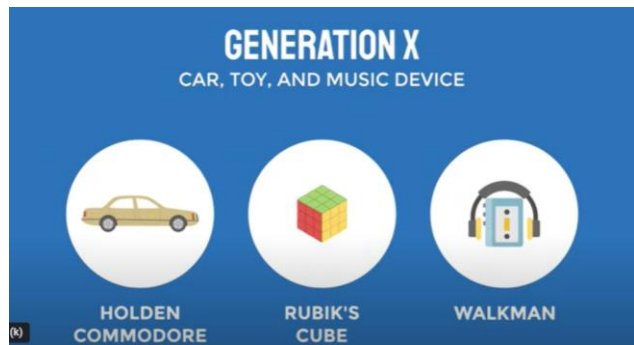 GENERATION X
CAR, TOY, AND MUSIC DEVICE
HOLDEN
COMMODORE
RUBIK'S
CUBE
WALKMAN
(k)